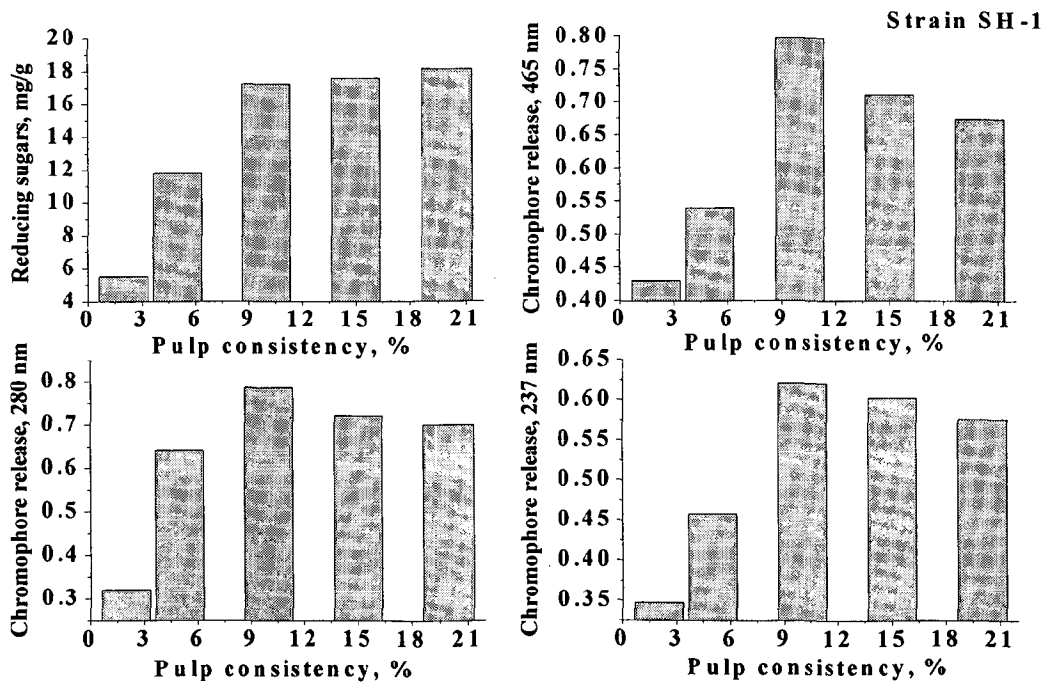 Strain SH-1
Reducing sugars, mg/g
20
18
16
14
12
10
8
6
4
0 3 6 9 12 15 18 21
Pulp consistency, %
Chromophore release, 465 nm
0.80
0.75
0.70
0.65
0.60
0.55
0.50
0.45
0.40
0 3 6 9 12 15 18 21
Pulp consistency, %
Chromophore release, 280 nm
0.8
0.7
0.6
0.5
0.4
0.3
0 3 6 9 12 15 18 21
Pulp consistency, %
Chromophore release, 237 nm
0.65
0.60
0.55
0.50
0.45
0.40
0.35
0 3 6 9 12 15 18 21
Pulp consistency, %